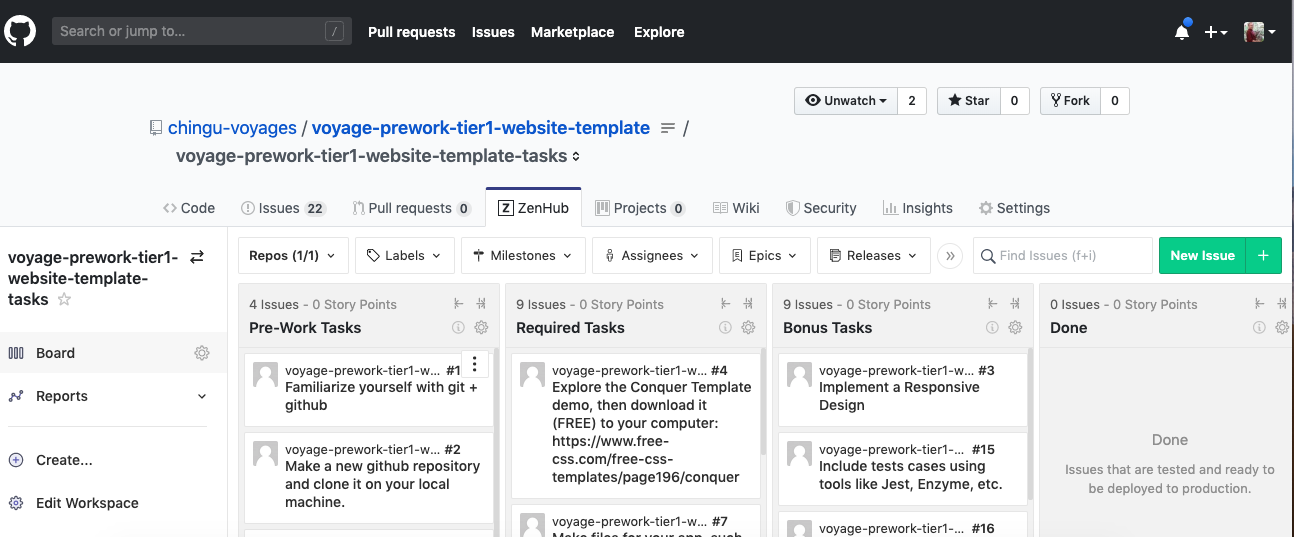 Search or jump to... /
Pull requests Issues Marketplace Explore
Unwatch 2 Star 0 Fork 0
chingu-voyages / voyage-prework-tier1-website-template /
voyage-prework-tier1-website-template-tasks
Code Issues 22 Pull requests 0 Z ZenHub Projects 0 Wiki Security Insights Settings
voyage-prework-tier1-
website-template-
tasks
Board
Reports
Create...
Edit Workspace
Repos (1/1) Labels Milestones Assignees Epics Releases » Find Issues (f+i) New Issue +
4 Issues - 0 Story Points
Pre-Work Tasks
voyage-prework-tier1-w... #1
Familiarize yourself with git +
github
voyage-prework-tier1-w... #2
Make a new github repository
and clone it on your local
machine.
9 Issues - 0 Story Points
Required Tasks
voyage-prework-tier1-w... #4
Explore the Conquer Template
demo, then download it
(FREE) to your computer:
https://www.free-
css.com/free-css-
templates/page196/conquer
voyage-prework-tier1-w... #7
Make files for your app, such
9 Issues - 0 Story Points
Bonus Tasks
voyage-prework-tier1-w... #3
Implement a Responsive
Design
voyage-prework-tier1-... #15
Include tests cases using
tools like Jest, Enzyme, etc.
voyage-prework-tier1-... #16
0 Issues - 0 Story Points
Done
Done
Issues that are tested and ready to
be deployed to production.